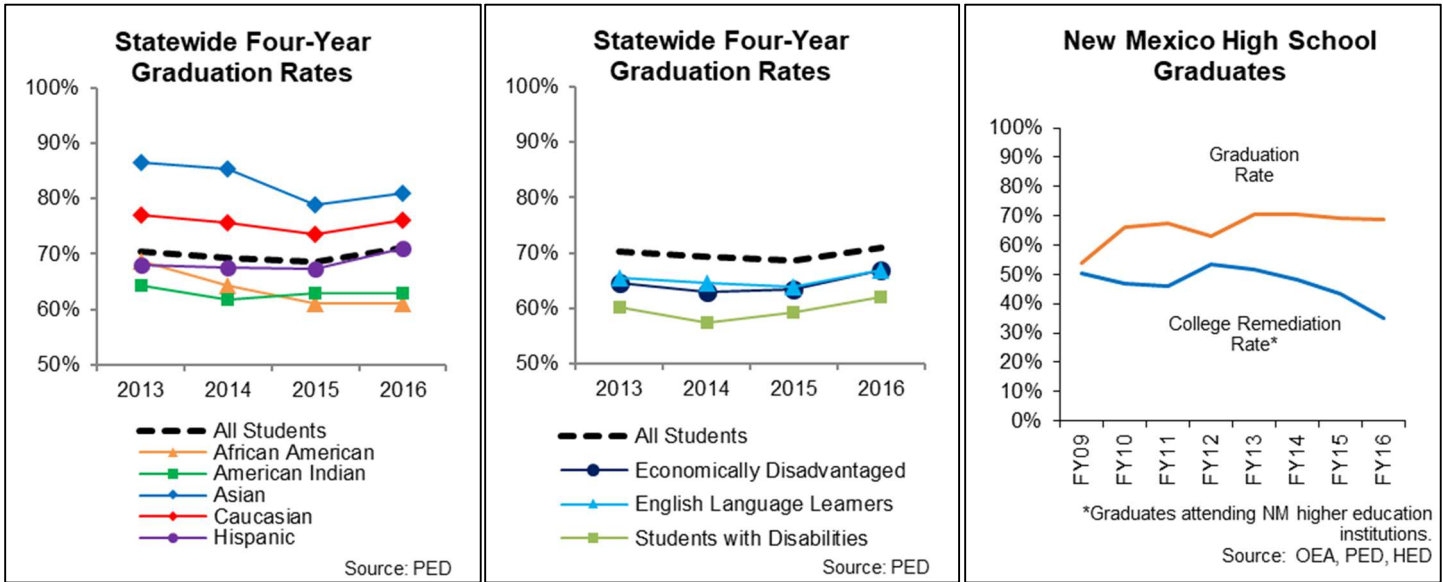 Statewide Four-Year
Graduation Rates
100%
90%
80%
70%
60%
50%
2013 2014 2015 2016
All Students
African American
American Indian
Asian
Caucasian
Hispanic
Source: PED
Statewide Four-Year
Graduation Rates
100%
90%
80%
70%
60%
50%
2013 2014 2015 2016
All Students
Economically Disadvantaged
English Language Learners
Students with Disabilities
Source: PED
New Mexico High School
Graduates
100%
90%
80%
70%
60%
50%
40%
30%
20%
10%
0%
Graduation
Rate
College Remediation
Rate*
FY09 FY10 FY11 FY12 FY13 FY14 FY15 FY16
*Graduates attending NM higher education
institutions.
Source: OEA, PED, HED